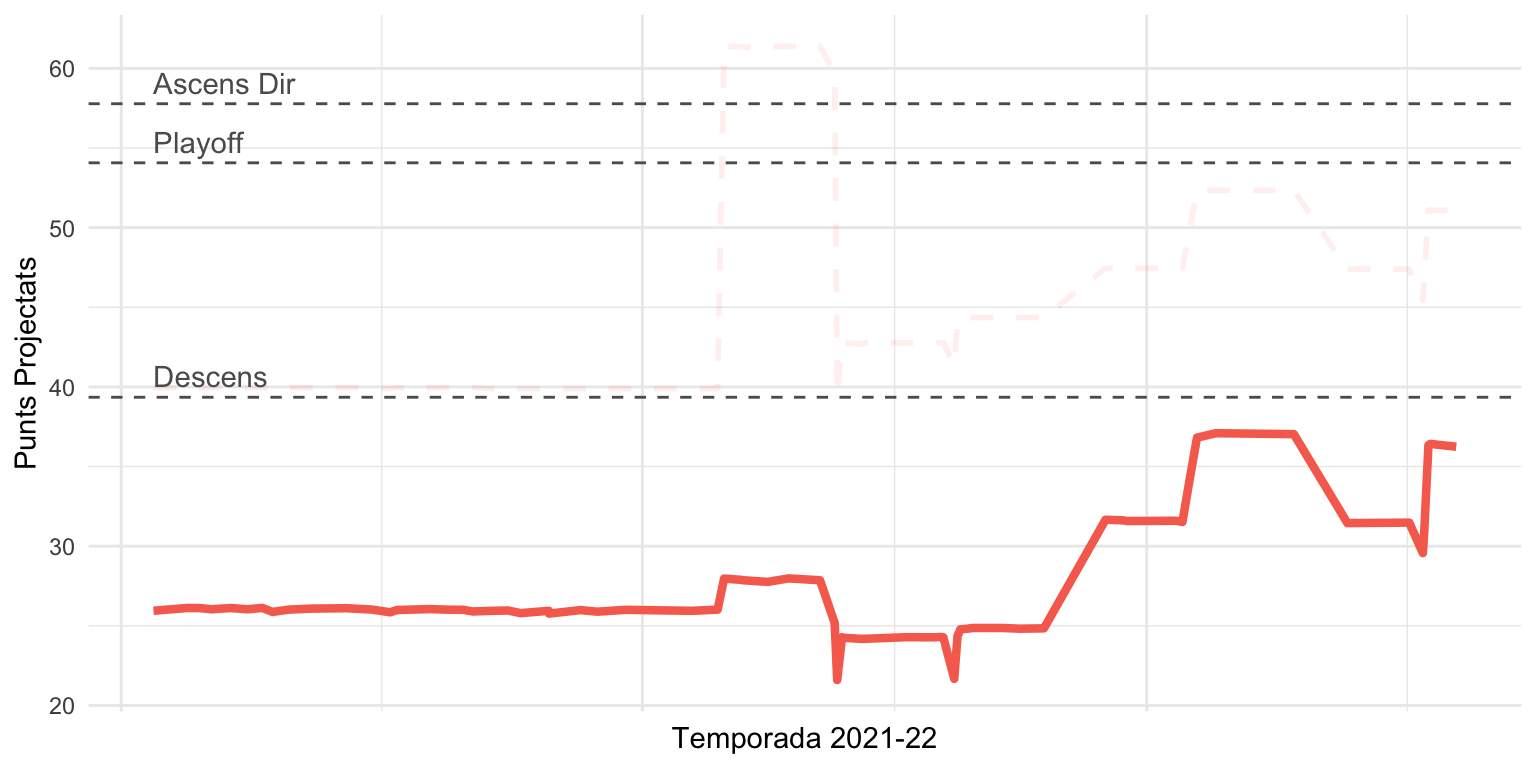 60
Ascens Dir
Playoff
50
Descens
40
30
20
Punts Projectats
Temporada 2021-22